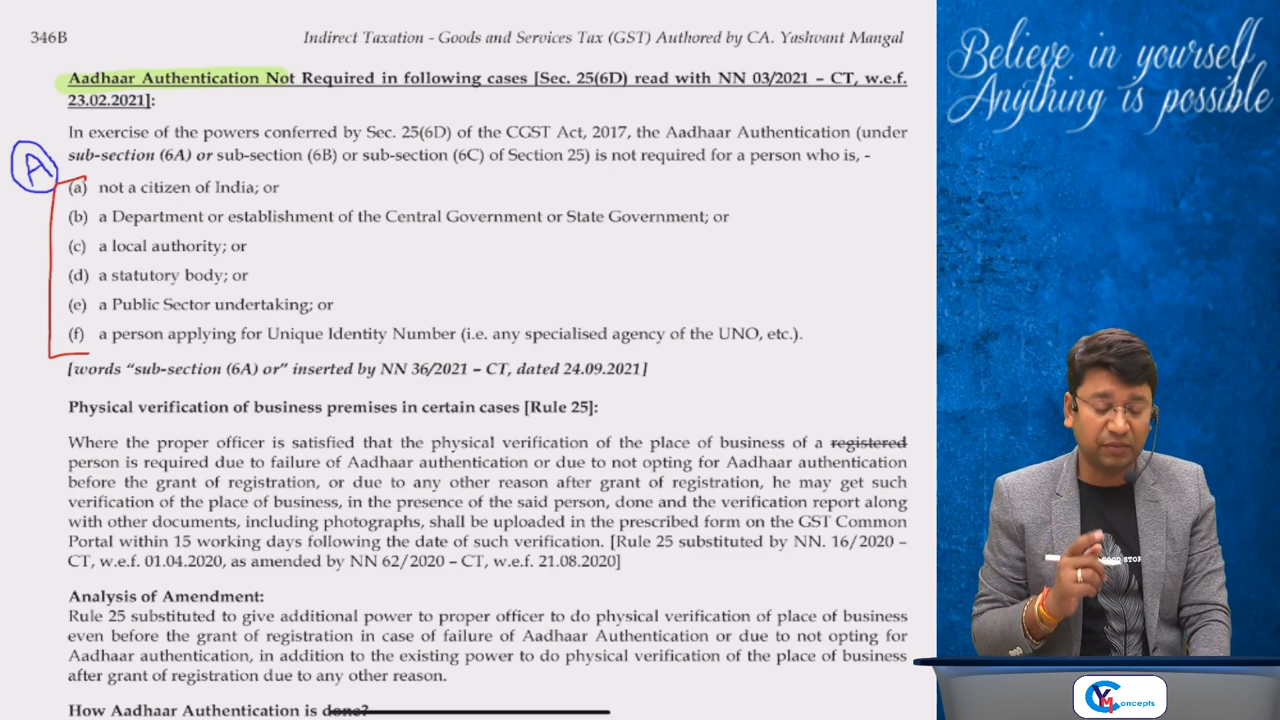 346B
Indirect Taxation - Goods and Services Tax (GST) Authored by CA. Yashvant Mangal
Aadhaar Authentication Not Required in following cases [Sec. 25(6D) read with NN 03/2021 – CT, w.e.f.
23.02.2021]:
In exercise of the powers conferred by Sec. 25(6D) of the CGST Act, 2017, the Aadhaar Authentication (under
sub-section (6A) or sub-section (6B) or sub-section (6C) of Section 25) is not required for a person who is, -
A
(a) not a citizen of India; or
(b) a Department or establishment of the Central Government or State Government; or
(c) a local authority; or
(d) a statutory body; or
(e) a Public Sector undertaking; or
(f) a person applying for Unique Identity Number (i.e. any specialised agency of the UNO, etc.).
[words “sub-section (6A) or” inserted by NN 36/2021 – CT, dated 24.09.2021]
Physical verification of business premises in certain cases [Rule 25]:
Where the proper officer is satisfied that the physical verification of the place of business of a registered
person is required due to failure of Aadhaar authentication or due to not opting for Aadhaar authentication
before the grant of registration, or due to any other reason after grant of registration, he may get such
verification of the place of business, in the presence of the said person, done and the verification report along
with other documents, including photographs, shall be uploaded in the prescribed form on the GST Common
Portal within 15 working days following the date of such verification. [Rule 25 substituted by NN. 16/2020 –
CT, w.e.f. 01.04.2020, as amended by NN 62/2020 – CT, w.e.f. 21.08.2020]
Analysis of Amendment:
Rule 25 substituted to give additional power to proper officer to do physical verification of place of business
even before the grant of registration in case of failure of Aadhaar Authentication or due to not opting for
Aadhaar authentication, in addition to the existing power to do physical verification of the place of business
after grant of registration due to any other reason.
How Aadhaar Authentication is done?
Believe in yourself
Anything is possible
STOP
YM Concepts